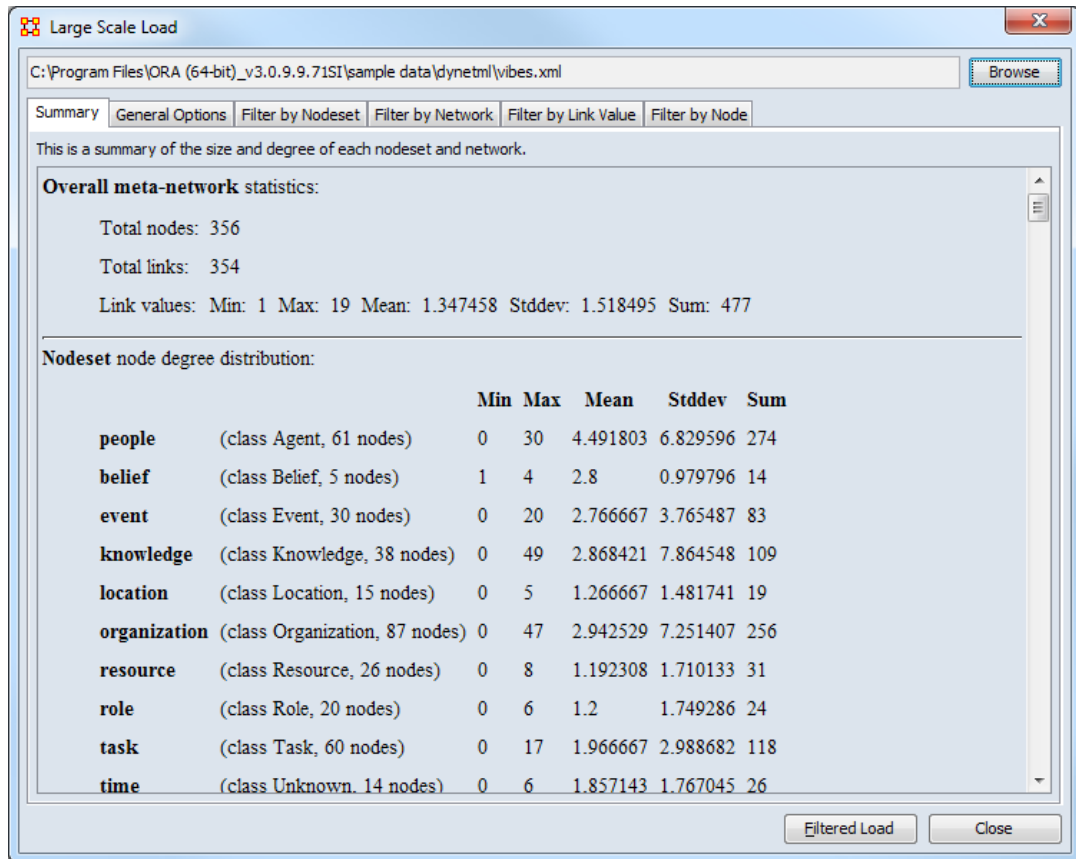 Large Scale Load
C:\Program Files\ORA (64-bit)_v3.0.9.9.71SI\sample data\dynetml\vibes.xml Browse
Summary General Options Filter by Nodeset Filter by Network Filter by Link Value Filter by Node
This is a summary of the size and degree of each nodeset and network.
Overall meta-network statistics:
Total nodes: 356
Total links: 354
Link values: Min: 1 Max: 19 Mean: 1.347458 Stddev: 1.518495 Sum: 477
Nodeset node degree distribution:
Min Max Mean Stddev Sum
people (class Agent, 61 nodes) 0 30 4.491803 6.829596 274
belief (class Belief, 5 nodes) 1 4 2.8 0.979796 14
event (class Event, 30 nodes) 0 20 2.766667 3.765487 83
knowledge (class Knowledge, 38 nodes) 0 49 2.868421 7.864548 109
location (class Location, 15 nodes) 0 5 1.266667 1.481741 19
organization (class Organization, 87 nodes) 0 47 2.942529 7.251407 256
resource (class Resource, 26 nodes) 0 8 1.192308 1.710133 31
role (class Role, 20 nodes) 0 6 1.2 1.749286 24
task (class Task, 60 nodes) 0 17 1.966667 2.988682 118
time (class Unknown, 14 nodes) 0 6 1.857143 1.767045 26
Filtered Load Close